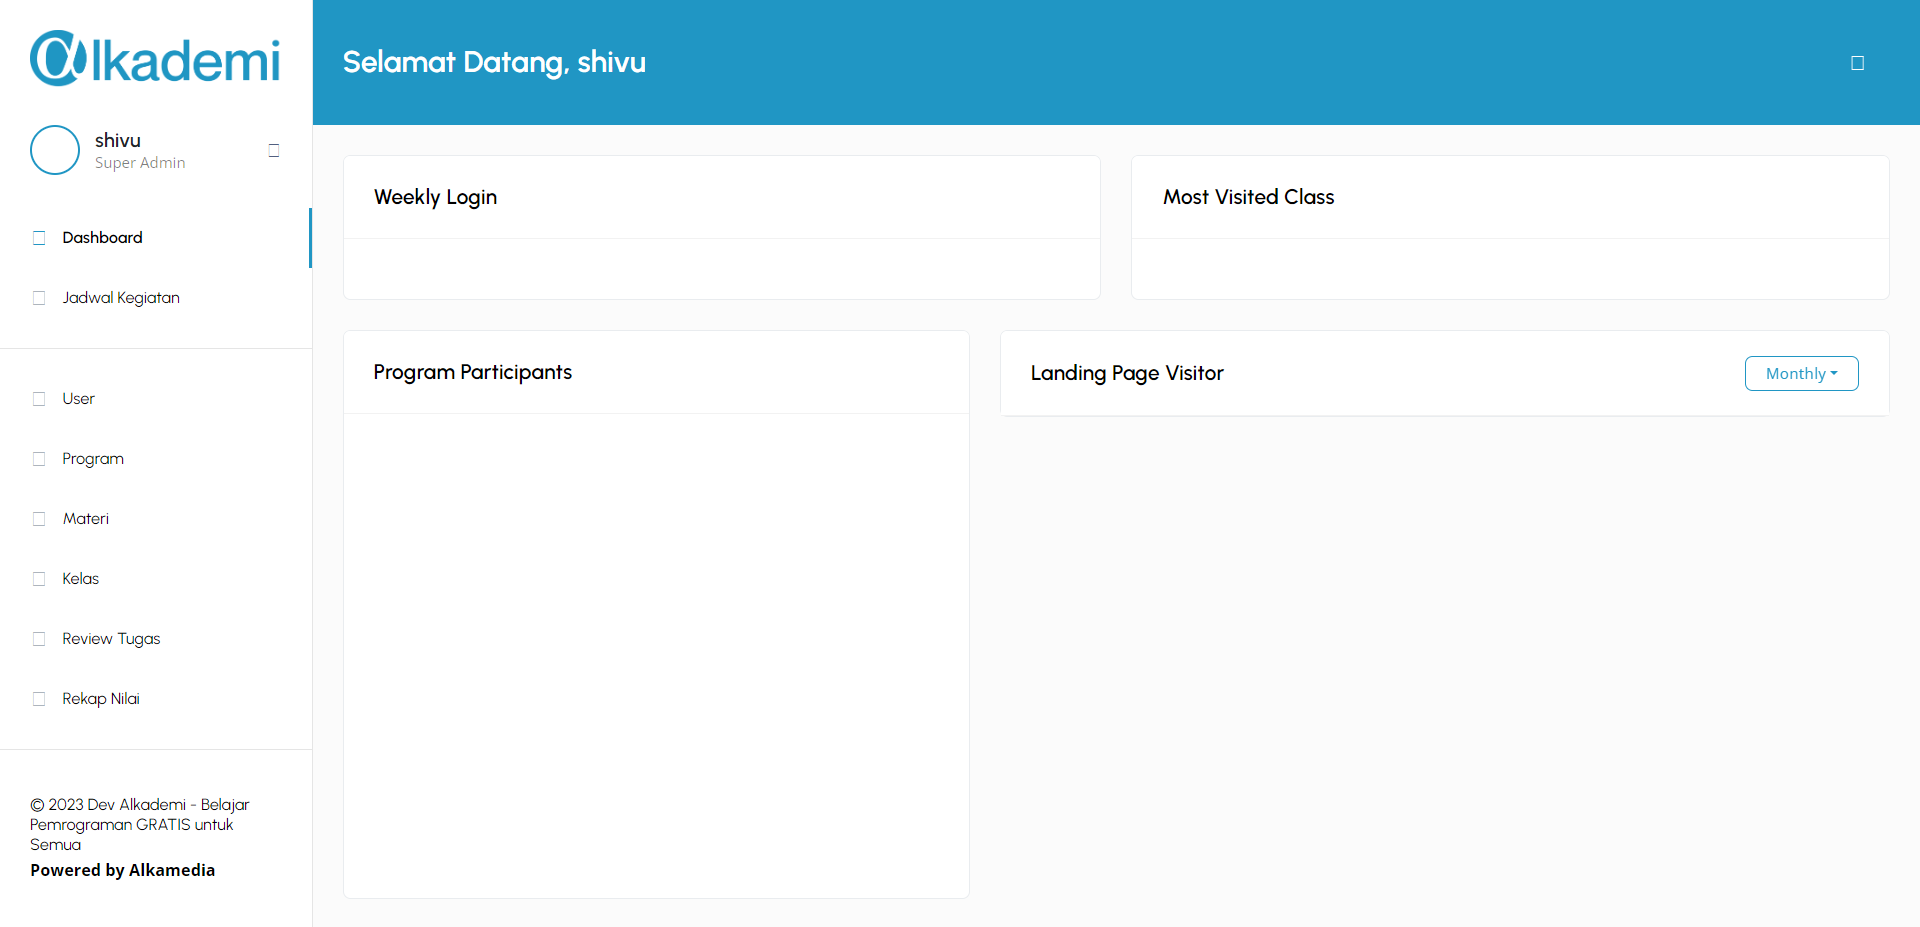 alkademi
Selamat Datang, shivu
shivu
Super Admin
Dashboard
Jadwal Kegiatan
User
Program
Materi
Kelas
Review Tugas
Rekap Nilai
© 2023 Dev Alkademi - Belajar
Pemrograman GRATIS untuk
Semua
Powered by Alkamedia
Weekly Login
Most Visited Class
Program Participants
Landing Page Visitor
Monthly